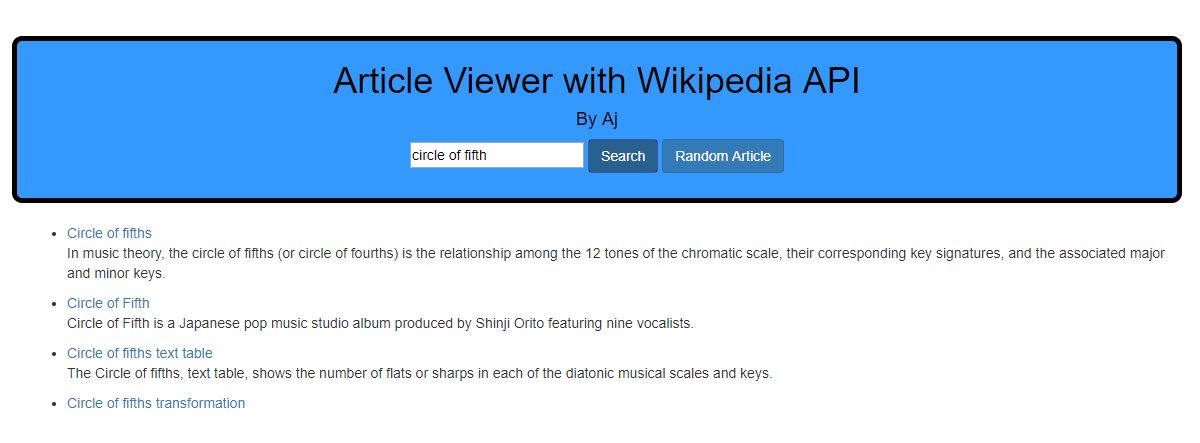 Article Viewer with Wikipedia API
By Aj
circle of fifth Search Random Article
Circle of fifths
In music theory, the circle of fifths (or circle of fourths) is the relationship among the 12 tones of the chromatic scale, their corresponding key signatures, and the associated major
and minor keys.
Circle of Fifth
Circle of Fifth is a Japanese pop music studio album produced by Shinji Orito featuring nine vocalists.
Circle of fifths text table
The Circle of fifths, text table, shows the number of flats or sharps in each of the diatonic musical scales and keys.
Circle of fifths transformation